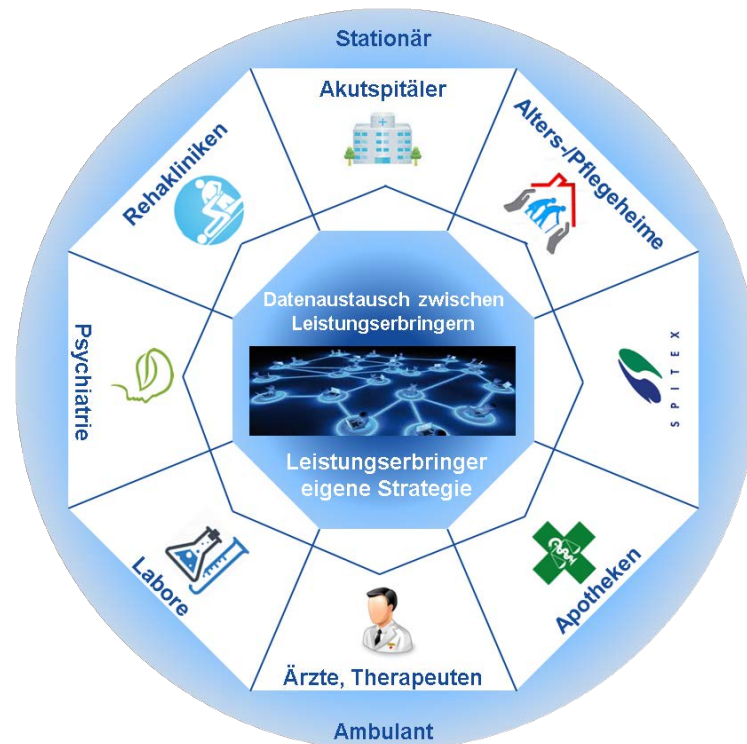 Stationär
Akutspitäler
Alters-/Pflegeheime
SPITEX
Apotheken
Ärzte, Therapeuten
Labore
Psychiatrie
Rehakliniken
Datenaustausch zwischen
Leistungserbringern
Leistungserbringer
eigene Strategie
Ambulant